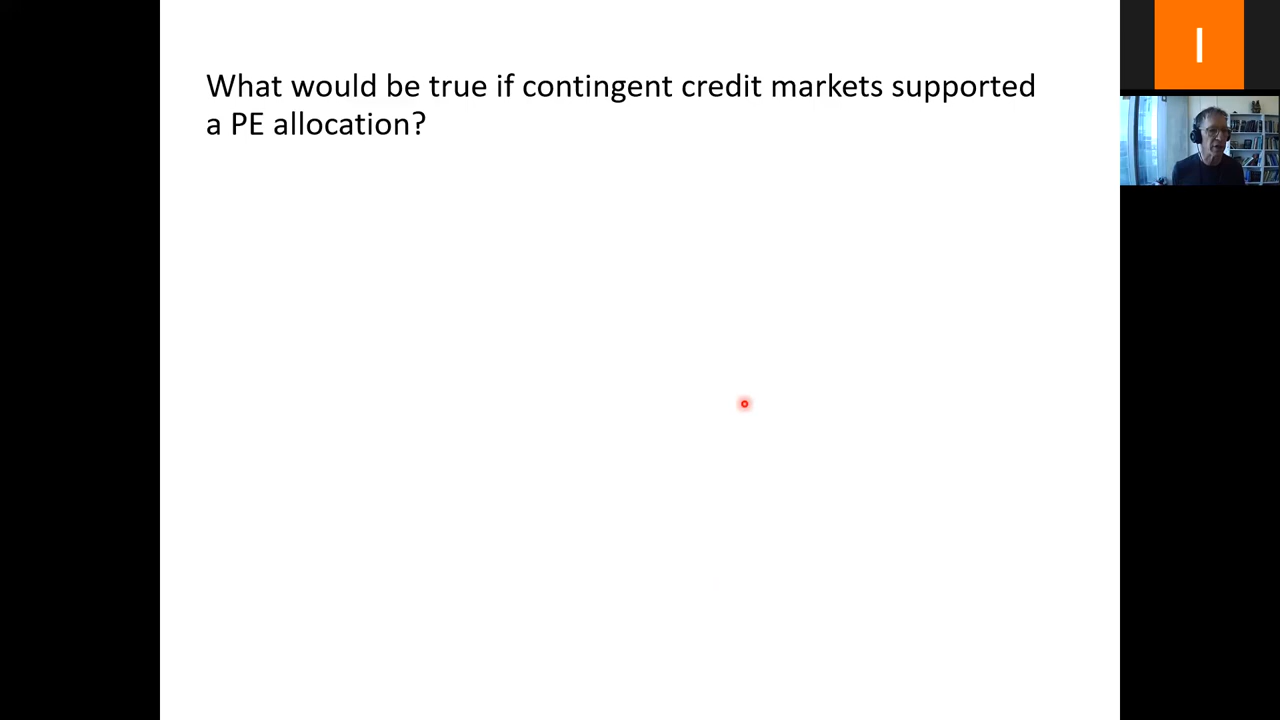 What would be true if contingent credit markets supported
a PE allocation?
I